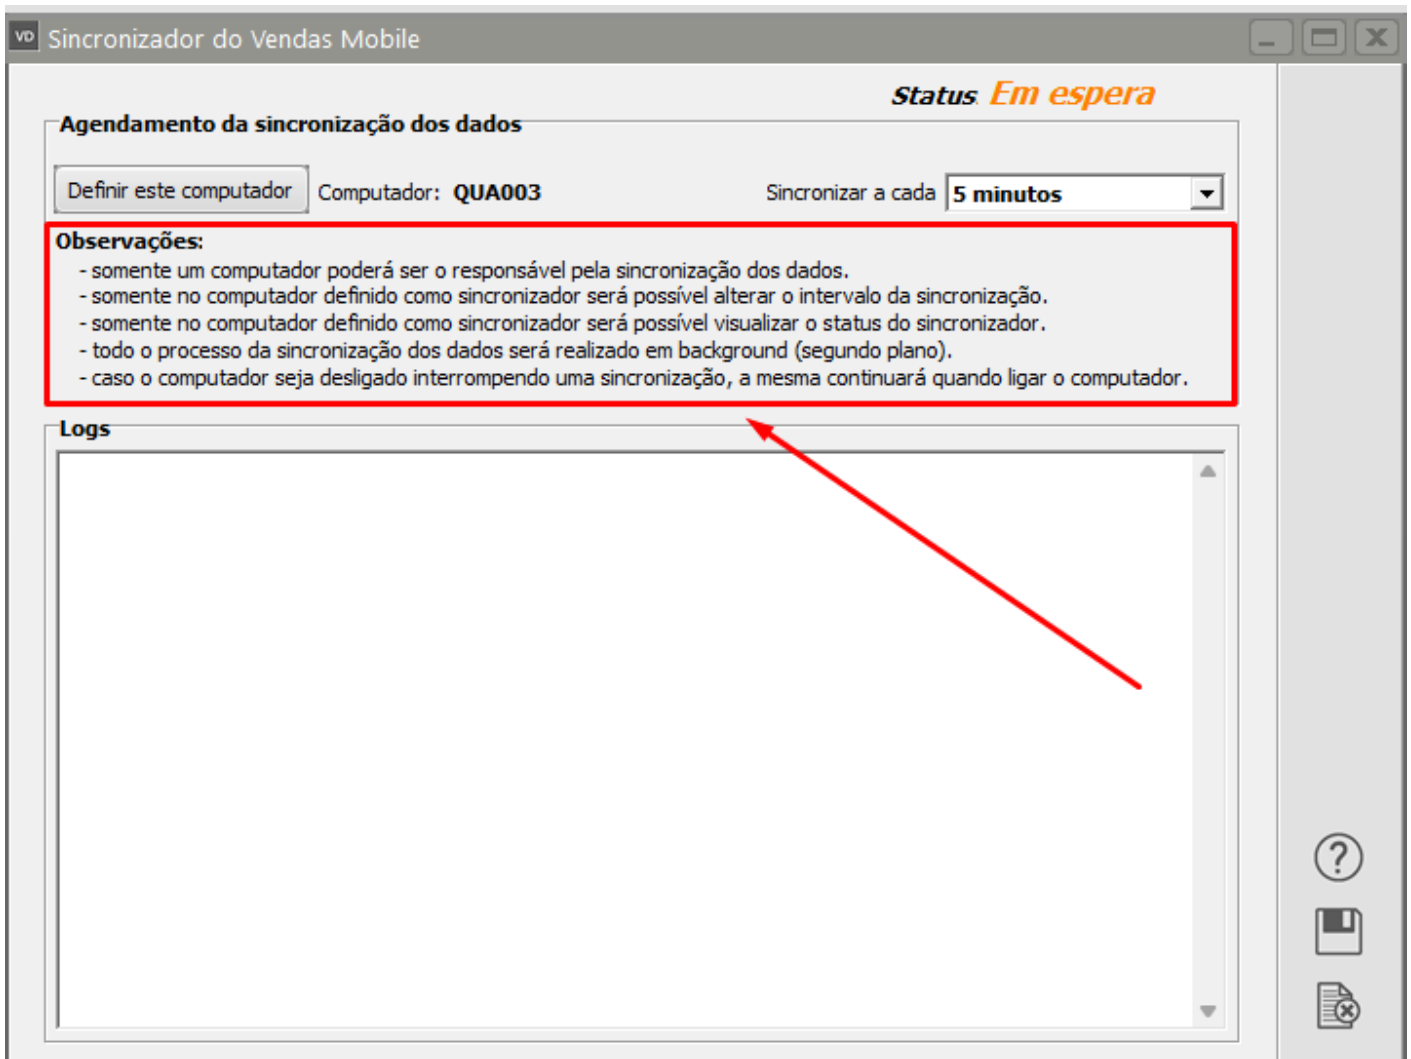 VD Sincronizador do Vendas Mobile
Status: Em espera
Agendamento da sincronização dos dados
Definir este computador Computador: QUA003 Sincronizar a cada 5 minutos
Observações:
- somente um computador poderá ser o responsável pela sincronização dos dados.
- somente no computador definido como sincronizador será possível alterar o intervalo da sincronização.
- somente no computador definido como sincronizador será possível visualizar o status do sincronizador.
- todo o processo da sincronização dos dados será realizado em background (segundo plano).
- caso o computador seja desligado interrompendo uma sincronização, a mesma continuará quando ligar o computador.
Logs